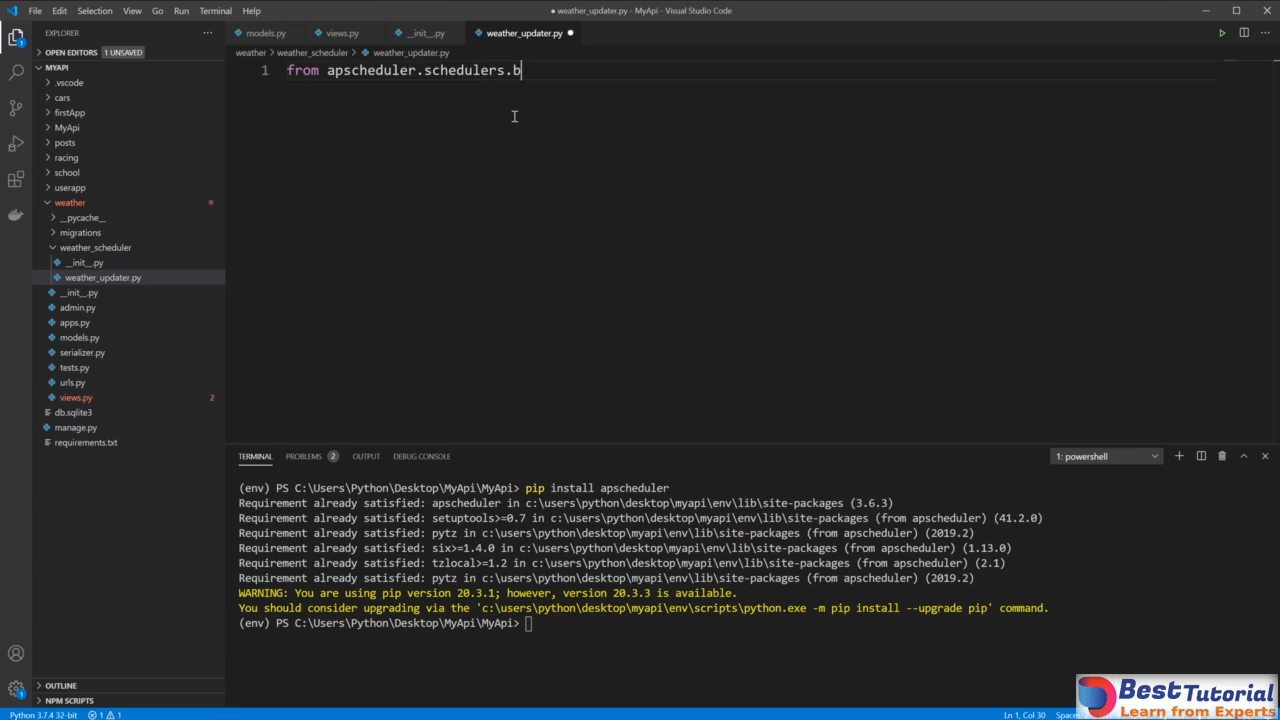 File Edit Selection View Go Run Terminal Help
● weather_updater.py - MyApi - Visual Studio Code
EXPLORER
OPEN EDITORS 1 UNSAVED
MYAPI
.vscode
cars
firstApp
MyApi
posts
racing
school
userapp
weather
__pycache__
migrations
weather_scheduler
__init__.py
weather_updater.py
__init__.py
admin.py
apps.py
models.py
serializer.py
tests.py
urls.py
views.py 2
db.sqlite3
manage.py
requirements.txt
OUTLINE
NPM SCRIPTS
models.py views.py __init__.py weather_updater.py
weather > weather_scheduler > weather_updater.py
1 from apscheduler.schedulers.b
TERMINAL PROBLEMS 2 OUTPUT DEBUG CONSOLE
1: powershell
(env) PS C:\Users\Python\Desktop\MyApi\MyApi> pip install apscheduler
Requirement already satisfied: apscheduler in c:\users\python\desktop\myapi\env\lib\site-packages (3.6.3)
Requirement already satisfied: setuptools>=0.7 in c:\users\python\desktop\myapi\env\lib\site-packages (from apscheduler) (41.2.0)
Requirement already satisfied: pytz in c:\users\python\desktop\myapi\env\lib\site-packages (from apscheduler) (2019.2)
Requirement already satisfied: six>=1.4.0 in c:\users\python\desktop\myapi\env\lib\site-packages (from apscheduler) (1.13.0)
Requirement already satisfied: tzlocal>=1.2 in c:\users\python\desktop\myapi\env\lib\site-packages (from apscheduler) (2.1)
Requirement already satisfied: pytz in c:\users\python\desktop\myapi\env\lib\site-packages (from apscheduler) (2019.2)
WARNING: You are using pip version 20.3.1; however, version 20.3.3 is available.
You should consider upgrading via the 'c:\users\python\desktop\myapi\env\scripts\python.exe -m pip install --upgrade pip' command.
(env) PS C:\Users\Python\Desktop\MyApi\MyApi>
Python 3.7.4 32-bit 1 1
Ln 1, Col 30
BestTutorial
Learn from Experts